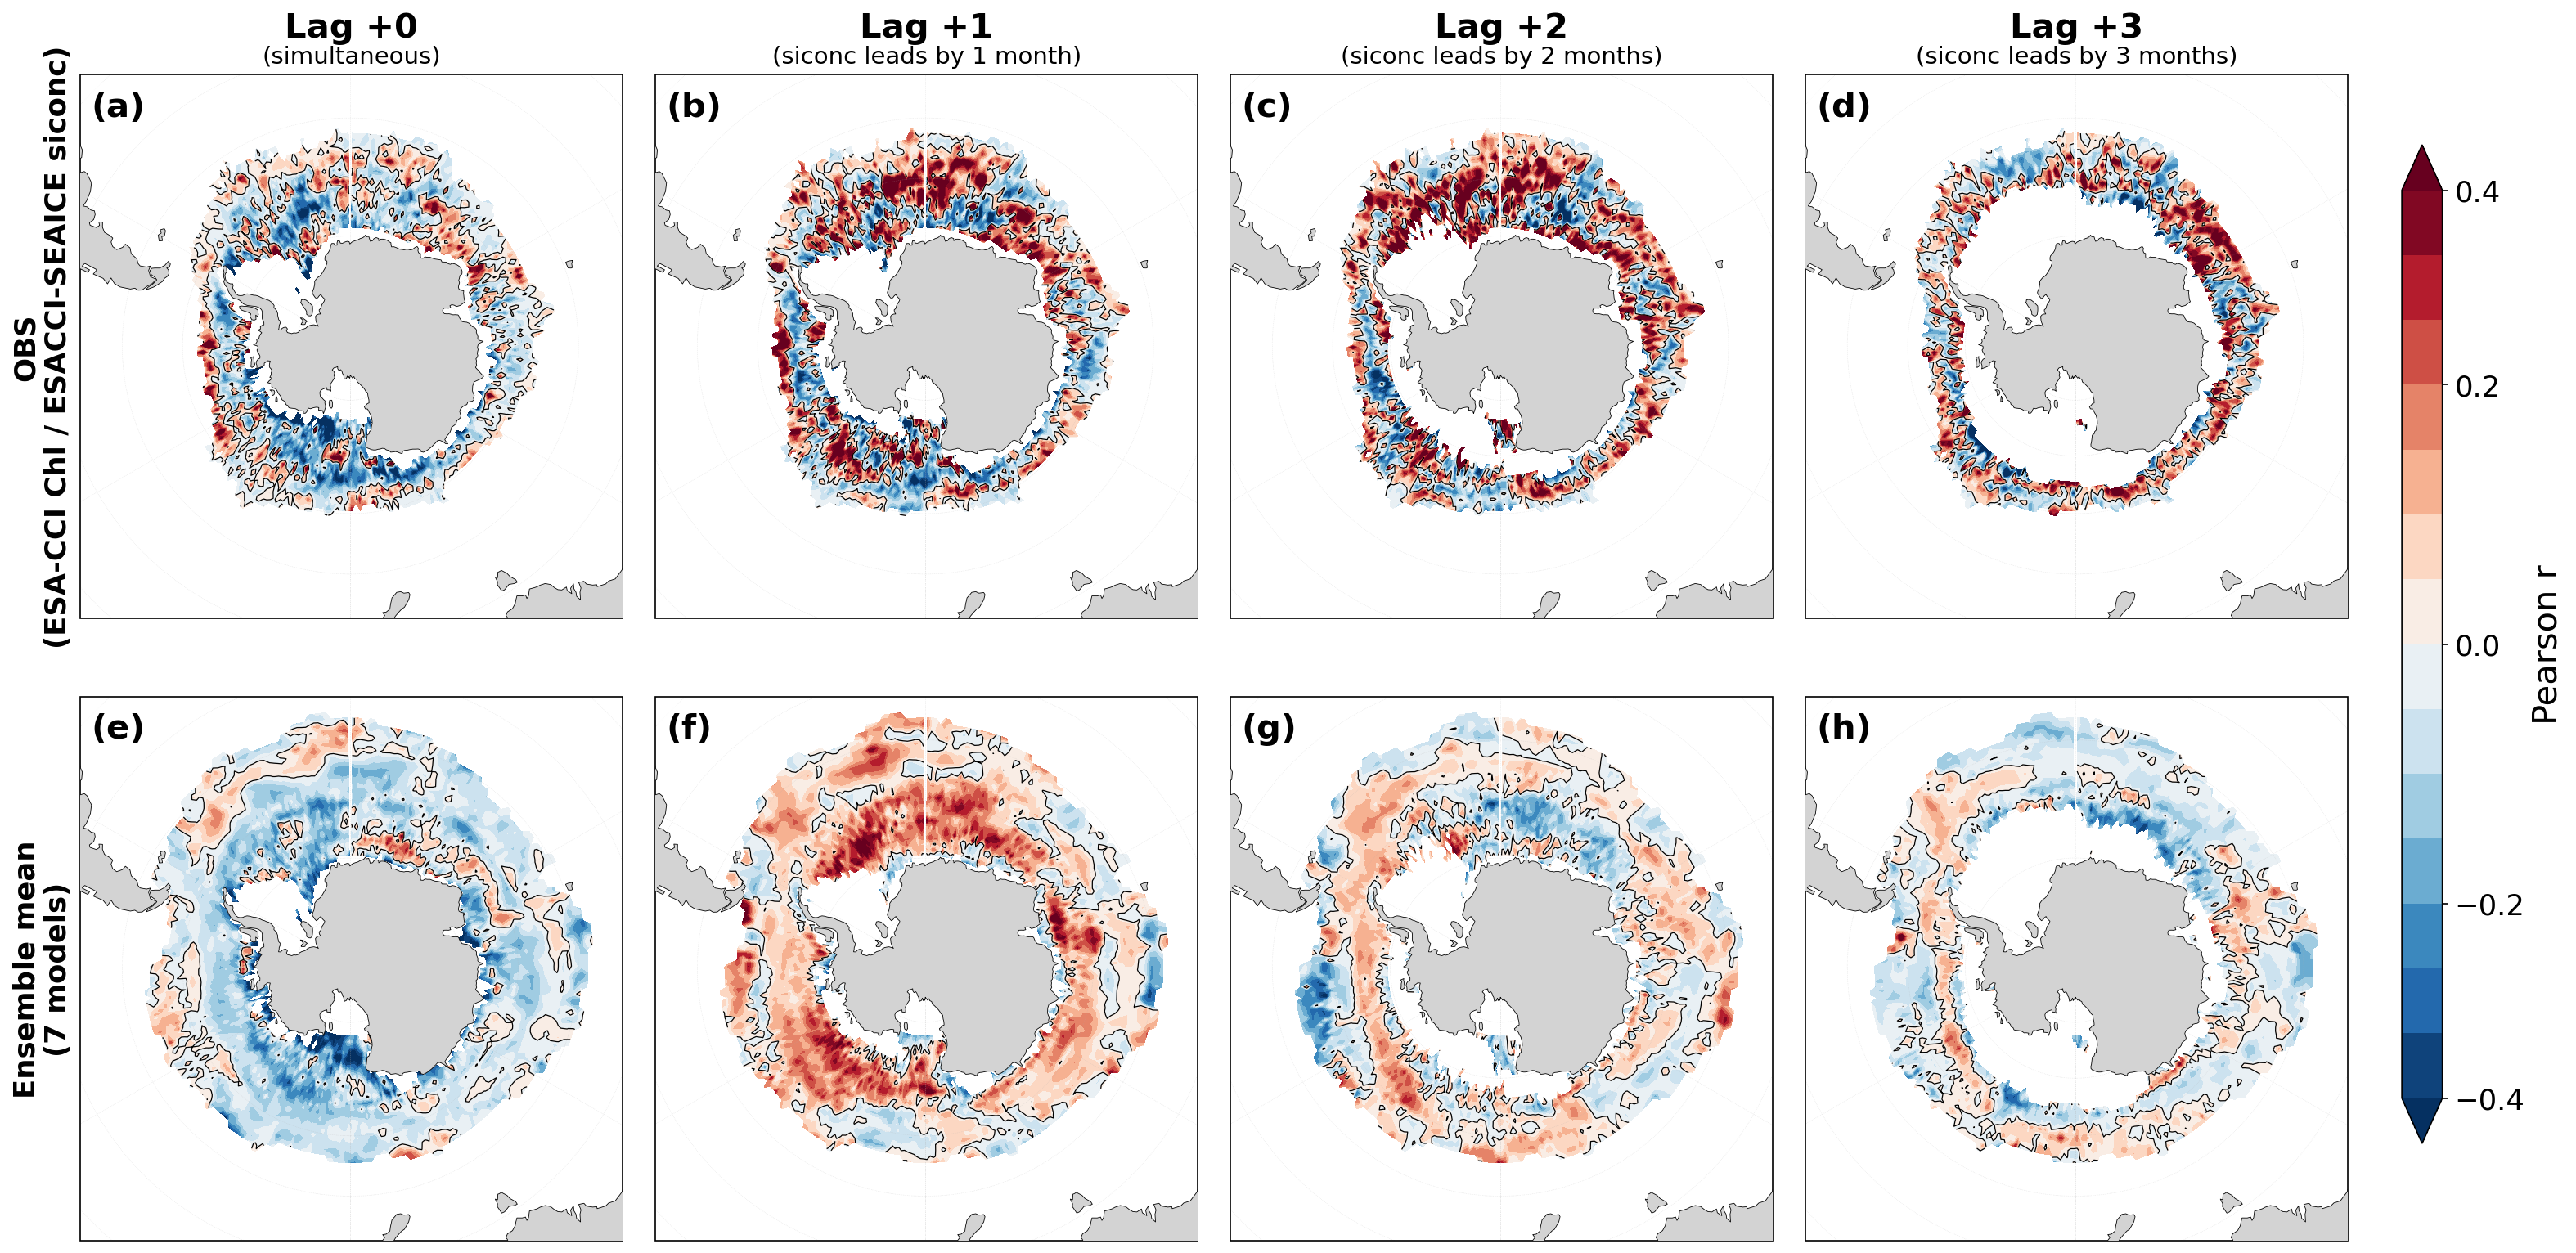 Lag +0
(simultaneous)
Lag +1
(siconc leads by 1 month)
Lag +2
(siconc leads by 2 months)
Lag +3
(siconc leads by 3 months)
OBS
(ESA-CCI Chl / ESACCI-SEAICE siconc)
(a)
(b)
(c)
(d)
Ensemble mean
(7 models)
(e)
(f)
(g)
(h)
0.4
0.2
0.0
−0.2
−0.4
Pearson r